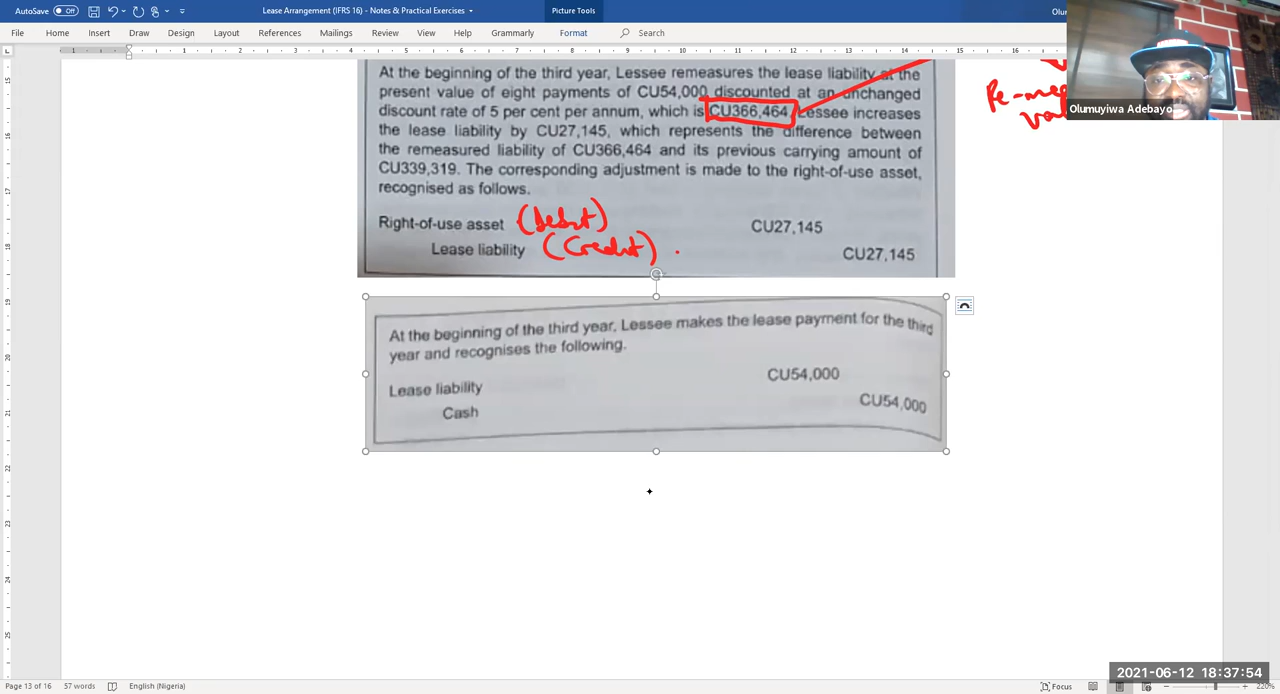 AutoSave Off Lease Arrangement (IFRS 16) - Notes & Practical Exercises Picture Tools
File Home Insert Draw Design Layout References Mailings Review View Help Grammarly Format Search
At the beginning of the third year, Lessee remeasures the lease liability at the
present value of eight payments of CU54,000 discounted at an unchanged
discount rate of 5 per cent per annum, which is CU366,464. Lessee increases
the lease liability by CU27,145, which represents the difference between
the remeasured liability of CU366,464 and its previous carrying amount of
CU339,319. The corresponding adjustment is made to the right-of-use asset,
recognised as follows.
Right-of-use asset (Debit) CU27,145
Lease liability (Credit) CU27,145
Olumuyiwa Adebayo
At the beginning of the third year, Lessee makes the lease payment for the third
year and recognises the following.
Lease liability CU54,000
Cash CU54,000
2021-06-12 18:37:54
Page 13 of 16 57 words English (Nigeria) Focus 220%